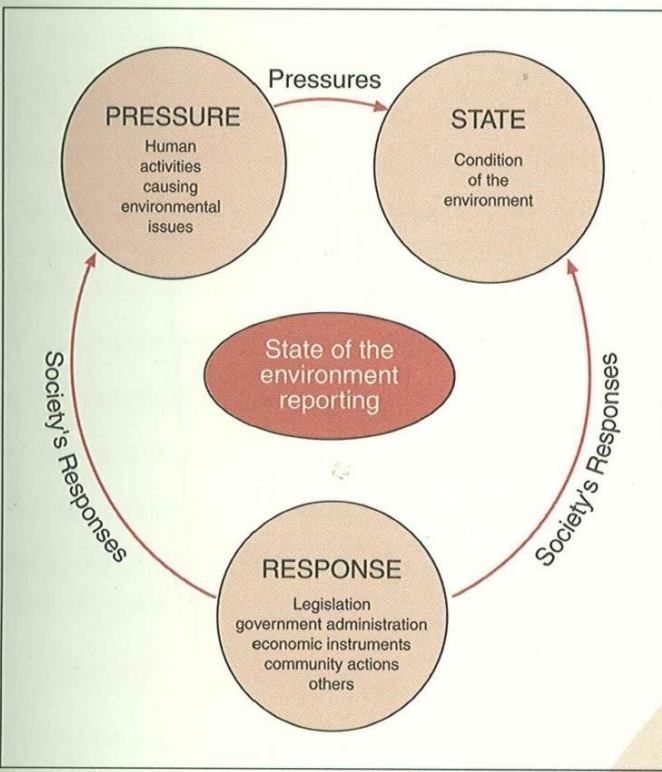 Pressures
PRESSURE
Human
activities
causing
environmental
issues
STATE
Condition
of the
environment
State of the
environment
reporting
Society's Responses
Society's Responses
RESPONSE
Legislation
government administration
economic instruments
community actions
others